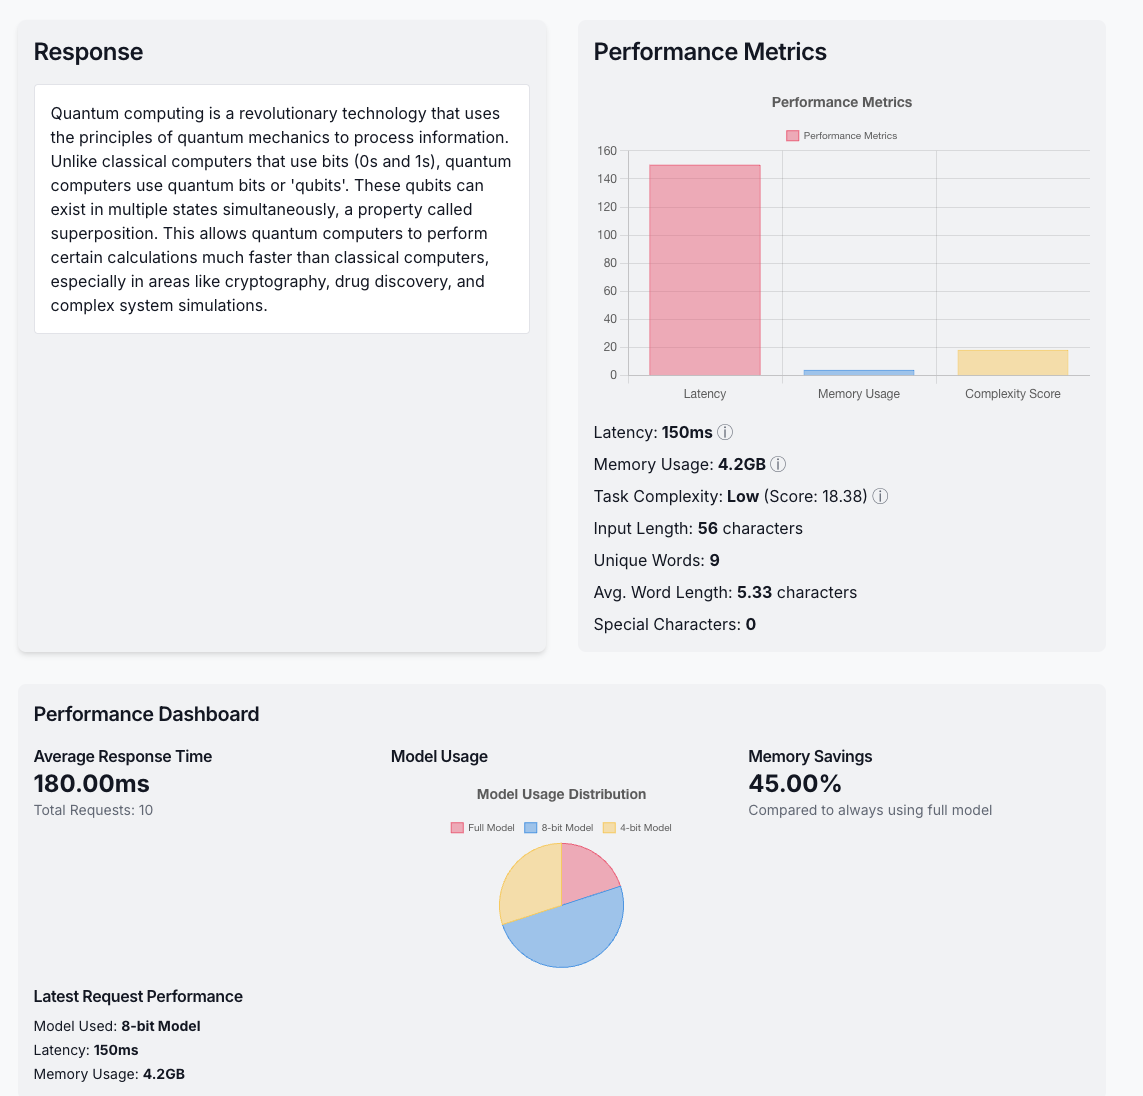 Response
Quantum computing is a revolutionary technology that uses
the principles of quantum mechanics to process information.
Unlike classical computers that use bits (0s and 1s), quantum
computers use quantum bits or 'qubits'. These qubits can
exist in multiple states simultaneously, a property called
superposition. This allows quantum computers to perform
certain calculations much faster than classical computers,
especially in areas like cryptography, drug discovery, and
complex system simulations.
Performance Metrics
Performance Metrics
Performance Metrics
160
140
120
100
80
60
40
20
0
Latency
Memory Usage
Complexity Score
Latency: 150ms ⓘ
Memory Usage: 4.2GB ⓘ
Task Complexity: Low (Score: 18.38) ⓘ
Input Length: 56 characters
Unique Words: 9
Avg. Word Length: 5.33 characters
Special Characters: 0
Performance Dashboard
Average Response Time
180.00ms
Total Requests: 10
Model Usage
Model Usage Distribution
Full Model
8-bit Model
4-bit Model
Memory Savings
45.00%
Compared to always using full model
Latest Request Performance
Model Used: 8-bit Model
Latency: 150ms
Memory Usage: 4.2GB